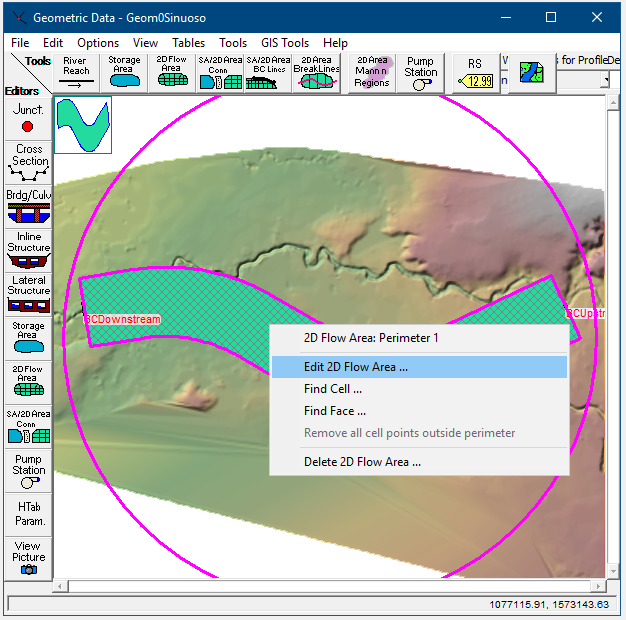 Geometric Data - Geom0Sinuoso
File Edit Options View Tables Tools GIS Tools Help
Tools
Editors
River
Reach
Storage
Area
2D Flow
Area
SA/2D Area
Conn
SA/2D Area
BC Lines
2D Area
BreakLines
2D Area
Mann n
Regions
Pump
Station
RS
12.99
s for ProfileDe
Junct.
Cross
Section
Brdg/Culv
Inline
Structure
Lateral
Structure
Storage
Area
2D Flow
Area
SA/2D Area
Conn
Pump
Station
HTab
Param.
View
Picture
BCDownstream
BCUpstr
2D Flow Area: Perimeter 1
Edit 2D Flow Area ...
Find Cell ...
Find Face ...
Remove all cell points outside perimeter
Delete 2D Flow Area ...
1077115.91, 1573143.63